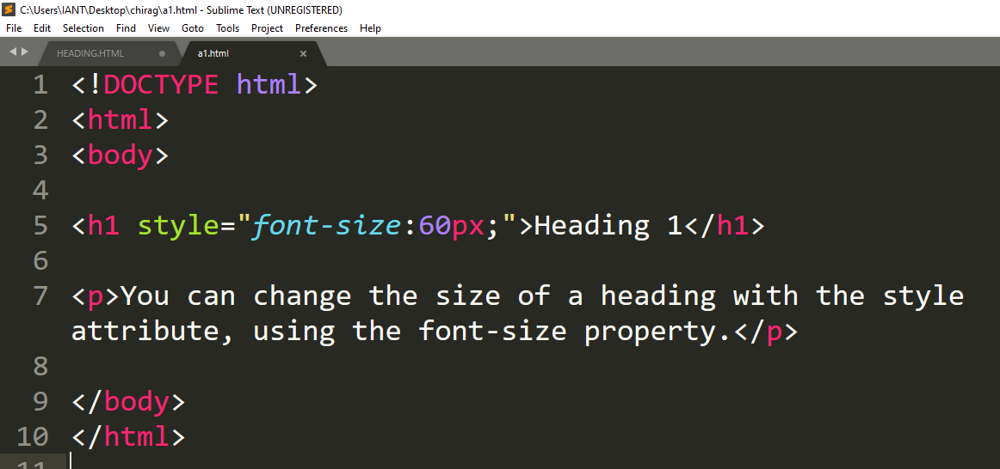 C:\Users\IANT\Desktop\chirag\a1.html - Sublime Text (UNREGISTERED)
File Edit Selection Find View Goto Tools Project Preferences Help
HEADING.HTML a1.html
1 <!DOCTYPE html>
2 <html>
3 <body>
4
5 <h1 style="font-size:60px;">Heading 1</h1>
6
7 <p>You can change the size of a heading with the style
attribute, using the font-size property.</p>
8
9 </body>
10 </html>
11